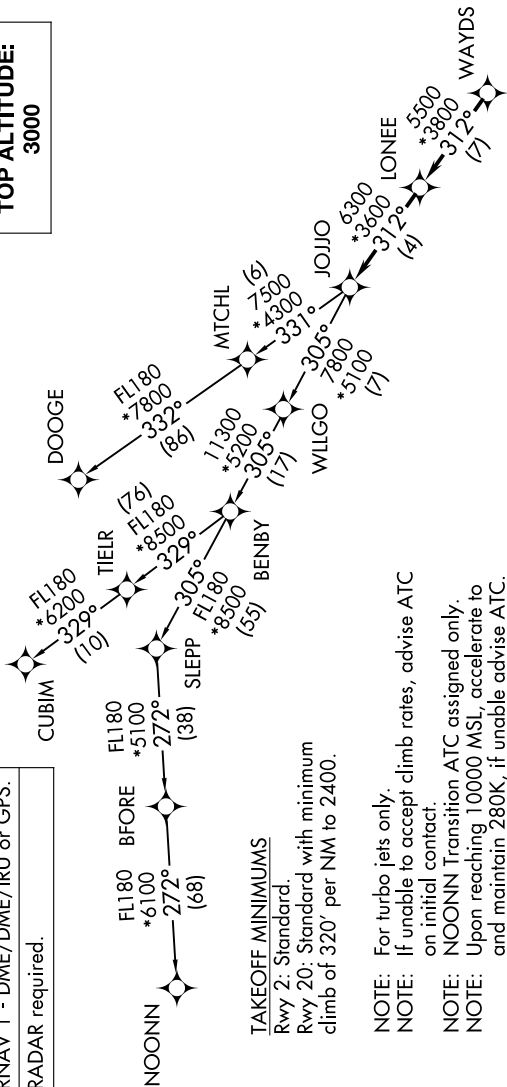 TOP ALTITUDE:
3000
RNAV 1 - DME/DME/IRU or GPS.
RADAR required.
WAYDS
5500
*3800
312°
(7)
LONEE
6300
*3600
312°
(4)
JOJJO
(6)
7500
*4300
331°
MTCHL
FL180
*7800
332°
(86)
DOOGE
305°
7800
*5100
(7)
WLLGO
11300
*5200
305°
(17)
BENBY
(76)
FL180
*8500
329°
TIELR
FL180
*6200
329°
(10)
CUBIM
305°
FL180
*8500
(55)
SLEPP
FL180
*5100
272°
(38)
BFORE
FL180
*6100
272°
(68)
NOONN
TAKEOFF MINIMUMS
Rwy 2: Standard.
Rwy 20: Standard with minimum
climb of 320' per NM to 2400.
NOTE: For turbo jets only.
NOTE: If unable to accept climb rates, advise ATC
on initial contact.
NOTE: NOONN Transition ATC assigned only.
NOTE: Upon reaching 10000 MSL, accelerate to
and maintain 280K, if unable advise ATC.